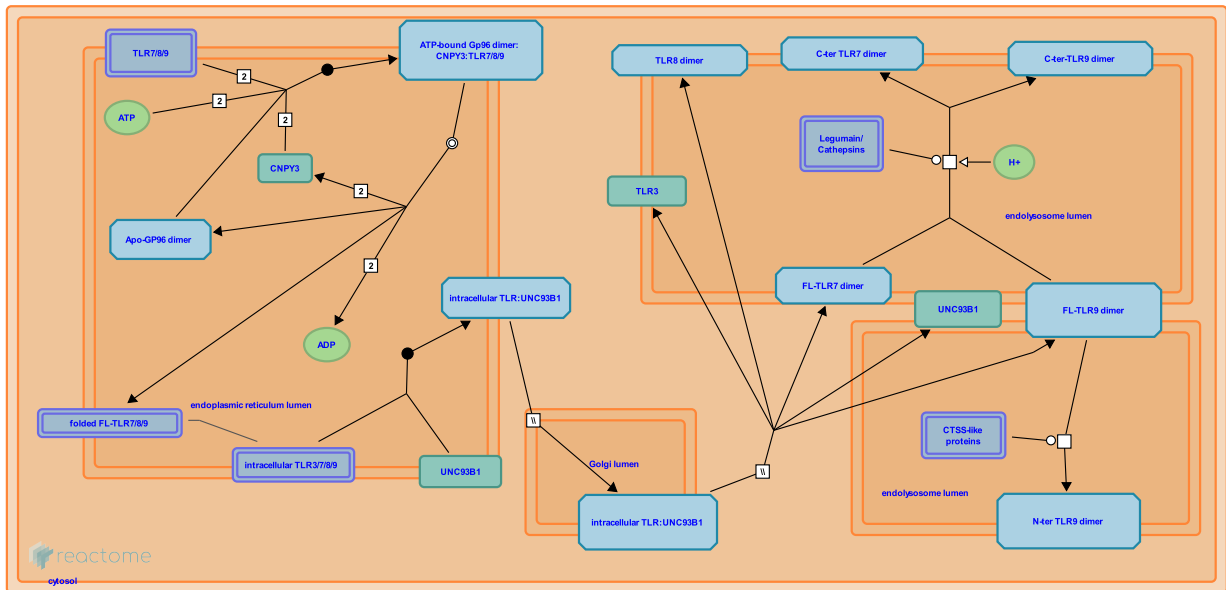 TLR7/8/9
ATP-bound Gp96 dimer:
CNPY3:TLR7/8/9
2
2
ATP
2
CNPY3
2
Apo-GP96 dimer
2
ADP
intracellular TLR:UNC93B1
endoplasmic reticulum lumen
folded FL-TLR7/8/9
intracellular TLR3/7/8/9
UNC93B1
\\
Golgi lumen
intracellular TLR:UNC93B1
\\
TLR8 dimer
C-ter TLR7 dimer
C-ter-TLR9 dimer
Legumain/
Cathepsins
H+
TLR3
endolysosome lumen
FL-TLR7 dimer
UNC93B1
FL-TLR9 dimer
CTSS-like
proteins
endolysosome lumen
N-ter TLR9 dimer
reactome
cytosol